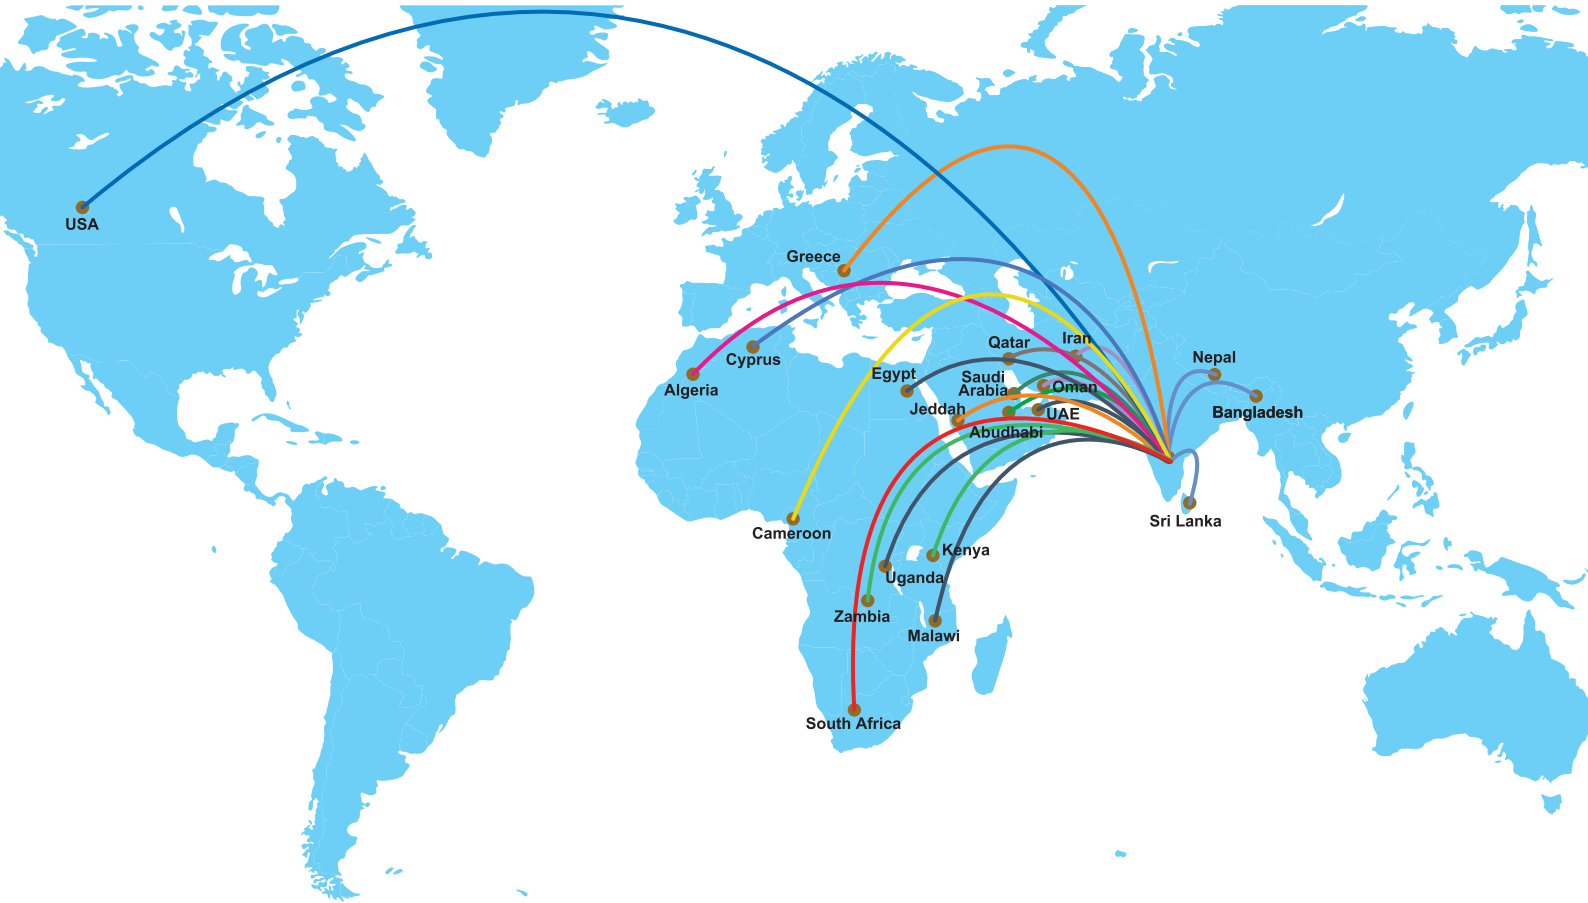 USA
Greece
Qatar
Iran
Cyprus
Nepal
Algeria
Egypt
Saudi
Arabia
Oman
Jeddah
UAE
Bangladesh
Abudhabi
Sri Lanka
Cameroon
Kenya
Uganda
Zambia
Malawi
South Africa